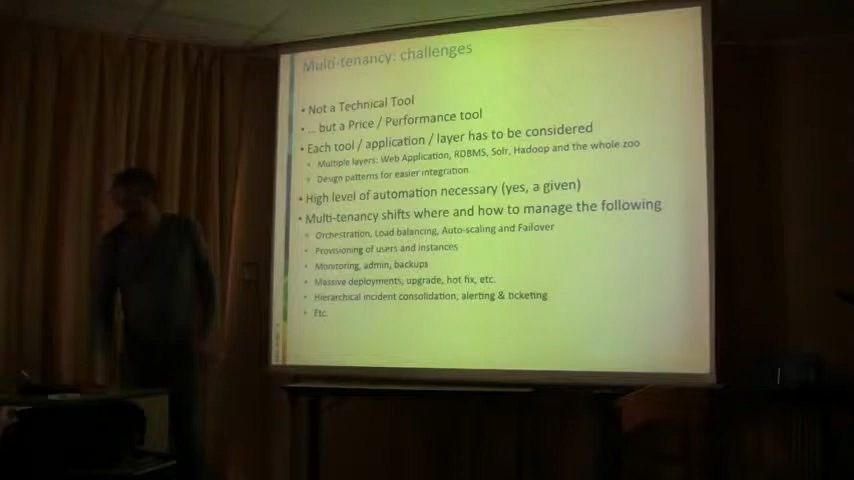 Multi-tenancy: challenges
• Not a Technical Tool
• ... but a Price / Performance tool
• Each tool / application / layer has to be considered
• Multiple layers: Web Application, RDBMS, Solr, Hadoop and the whole zoo
• Design patterns for easier integration
• High level of automation necessary (yes, a given)
• Multi-tenancy shifts where and how to manage the following
• Orchestration, Load balancing, Auto-scaling and Failover
• Provisioning of users and instances
• Monitoring, admin, backups
• Massive deployments, upgrade, hot fix, etc.
• Hierarchical incident consolidation, alerting & ticketing
• Etc.